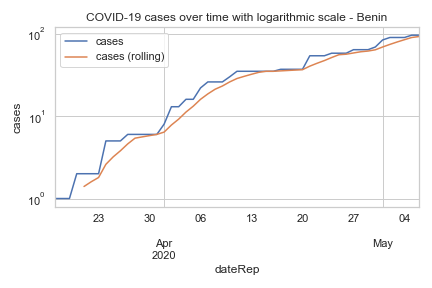 COVID-19 cases over time with logarithmic scale - Benin
cases
cases (rolling)
10²
10¹
10⁰
cases
23 30 06 13 20 27 04
Apr May
2020
dateRep